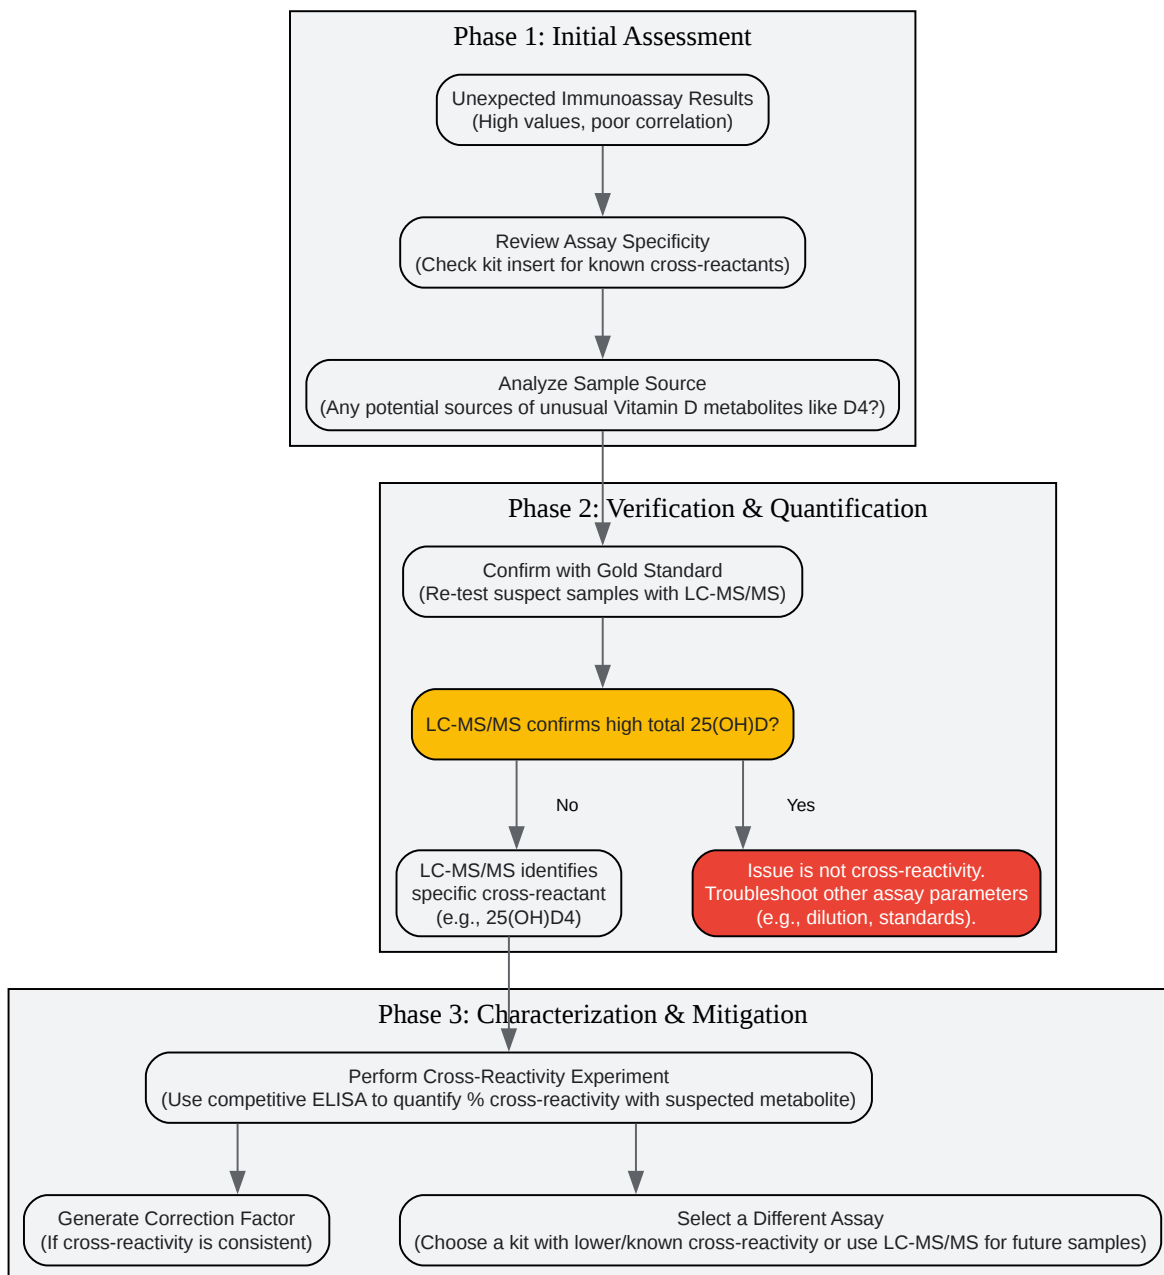 Phase 1: Initial Assessment
Unexpected Immunoassay Results
(High values, poor correlation)
Review Assay Specificity
(Check kit insert for known cross-reactants)
Analyze Sample Source
(Any potential sources of unusual Vitamin D metabolites like D4?)
Phase 2: Verification & Quantification
Confirm with Gold Standard
(Re-test suspect samples with LC-MS/MS)
LC-MS/MS confirms high total 25(OH)D?
No
Yes
LC-MS/MS identifies
specific cross-reactant
(e.g., 25(OH)D4)
Issue is not cross-reactivity.
Troubleshoot other assay parameters
(e.g., dilution, standards).
Phase 3: Characterization & Mitigation
Perform Cross-Reactivity Experiment
(Use competitive ELISA to quantify % cross-reactivity with suspected metabolite)
Generate Correction Factor
(If cross-reactivity is consistent)
Select a Different Assay
(Choose a kit with lower/known cross-reactivity or use LC-MS/MS for future samples)